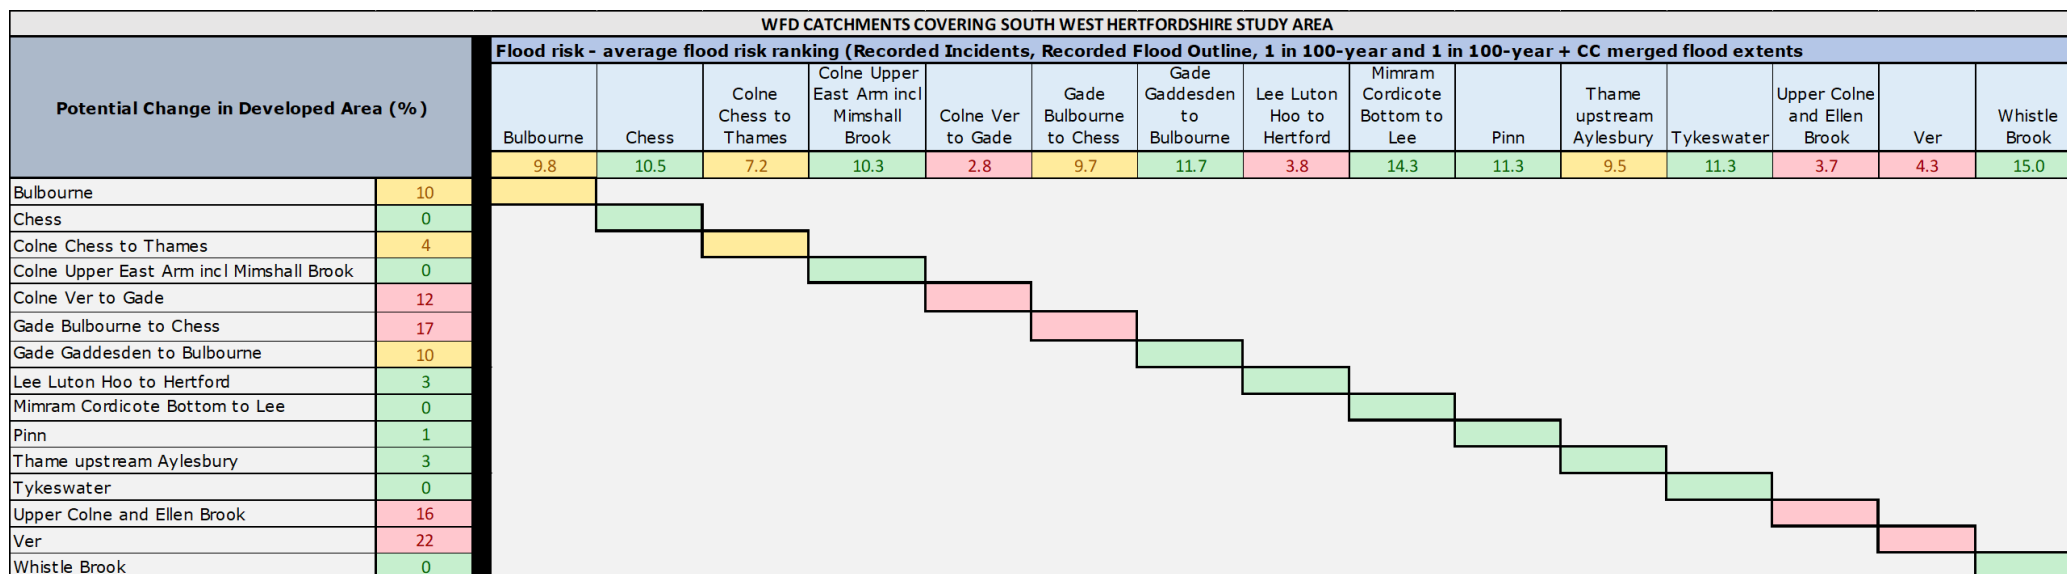 WFD CATCHMENTS COVERING SOUTH WEST HERTFORDSHIRE STUDY AREA
Potential Change in Developed Area (%)
Flood risk - average flood risk ranking (Recorded Incidents, Recorded Flood Outline, 1 in 100-year and 1 in 100-year + CC merged flood extents
Bulbourne
Chess
Colne
Chess to
Thames
Colne Upper
East Arm incl
Mimshall
Brook
Colne Ver
to Gade
Gade
Bulbourne
to Chess
Gade
Gaddesden
to
Bulbourne
Lee Luton
Hoo to
Hertford
Mimram
Cordicote
Bottom to
Lee
Pinn
Thame
upstream
Aylesbury
Tykeswater
Upper Colne
and Ellen
Brook
Ver
Whistle
Brook
9.8 10.5 7.2 10.3 2.8 9.7 11.7 3.8 14.3 11.3 9.5 11.3 3.7 4.3 15.0
Bulbourne 10
Chess 0
Colne Chess to Thames 4
Colne Upper East Arm incl Mimshall Brook 0
Colne Ver to Gade 12
Gade Bulbourne to Chess 17
Gade Gaddesden to Bulbourne 10
Lee Luton Hoo to Hertford 3
Mimram Cordicote Bottom to Lee 0
Pinn 1
Thame upstream Aylesbury 3
Tykeswater 0
Upper Colne and Ellen Brook 16
Ver 22
Whistle Brook 0